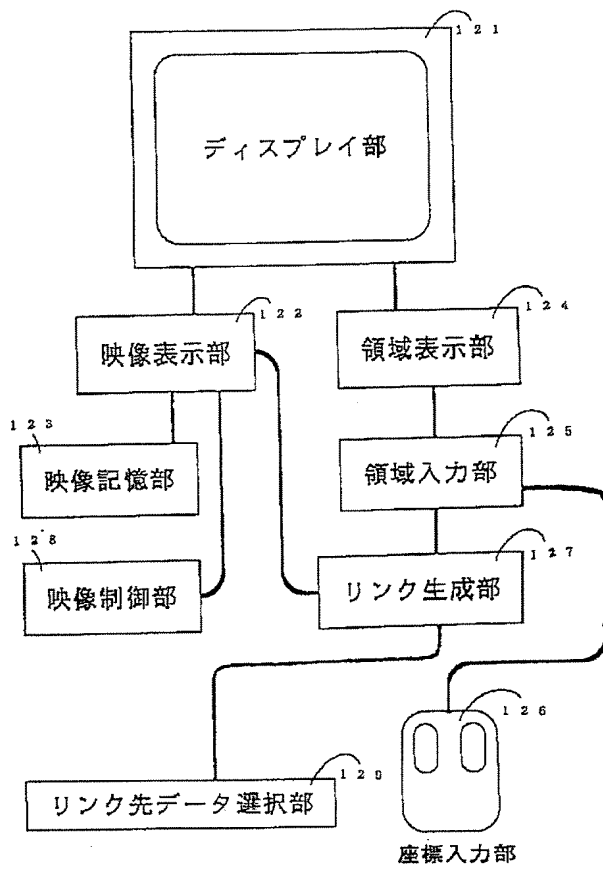 121
ディスプレイ部
122
124
映像表示部
領域表示部
123
125
映像記憶部
領域入力部
128
127
映像制御部
リンク生成部
126
リンク先データ選択部
座標入力部